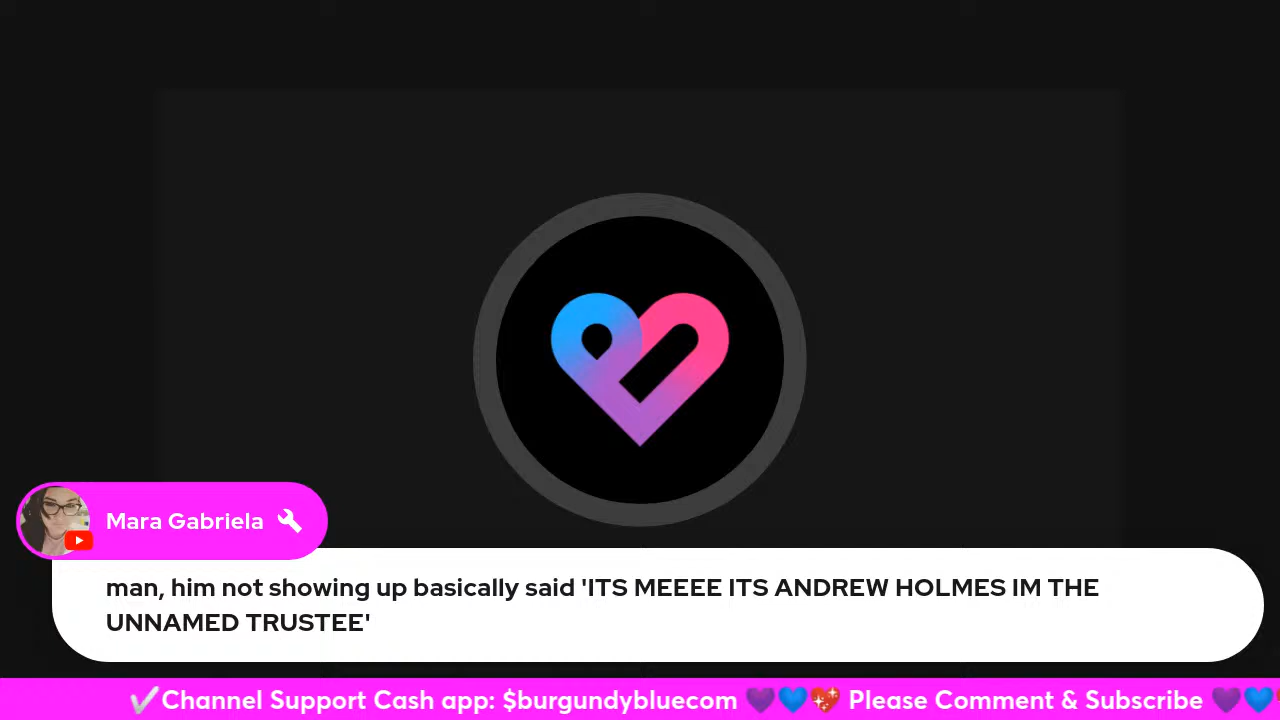 Mara Gabriela
man, him not showing up basically said 'ITS MEEEE ITS ANDREW HOLMES IM THE
UNNAMED TRUSTEE'
✔Channel Support Cash app: $burgundybluecom 💜💙💖 Please Comment & Subscribe 💜💙